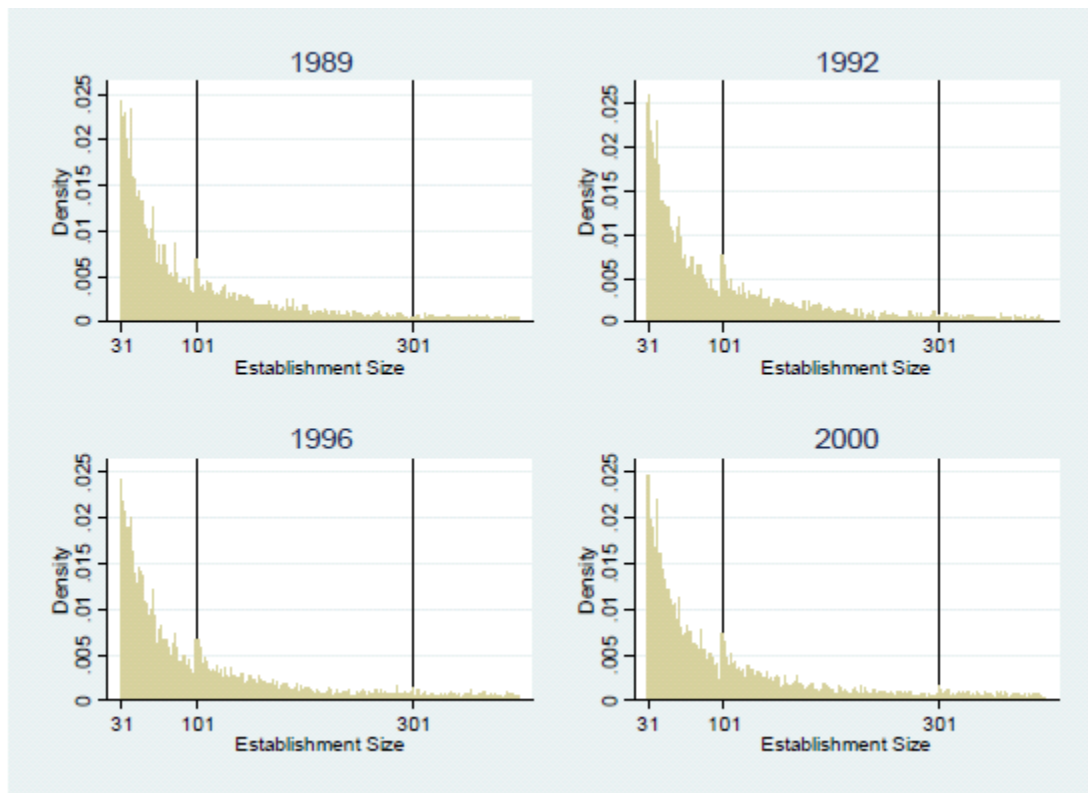 1989
Density
0 .005 .01 .015 .02 .025
31 101 301
Establishment Size
1992
Density
0 .005 .01 .015 .02 .025
31 101 301
Establishment Size
1996
Density
0 .005 .01 .015 .02 .025
31 101 301
Establishment Size
2000
Density
0 .005 .01 .015 .02 .025
31 101 301
Establishment Size